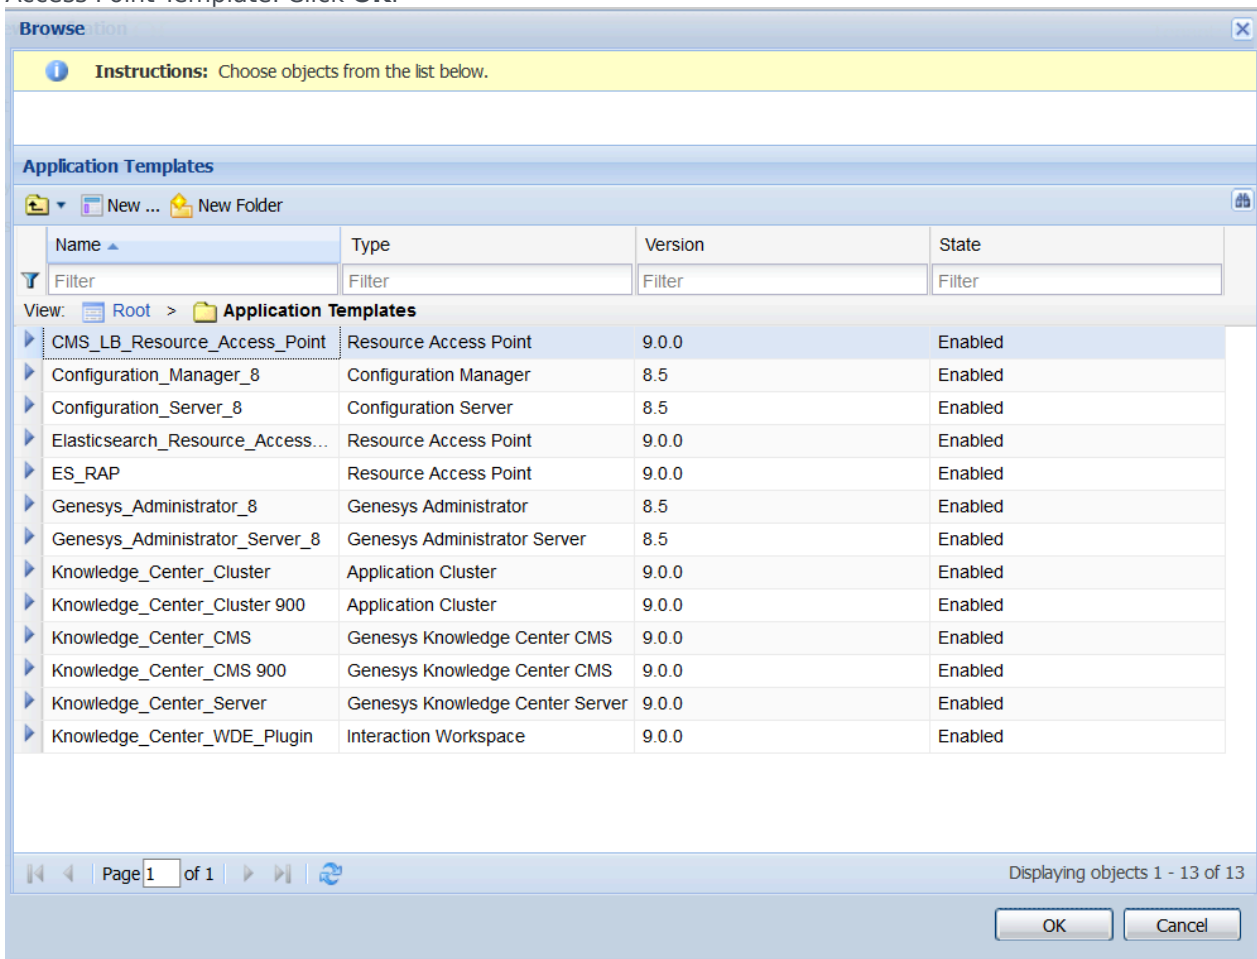 Access Point Template. Click OK.
Browse
Instructions: Choose objects from the list below.
Application Templates
New ... New Folder
Name Type Version State
Filter Filter Filter Filter
View: Root > Application Templates
CMS_LB_Resource_Access_Point Resource Access Point 9.0.0 Enabled
Configuration_Manager_8 Configuration Manager 8.5 Enabled
Configuration_Server_8 Configuration Server 8.5 Enabled
Elasticsearch_Resource_Access... Resource Access Point 9.0.0 Enabled
ES_RAP Resource Access Point 9.0.0 Enabled
Genesys_Administrator_8 Genesys Administrator 8.5 Enabled
Genesys_Administrator_Server_8 Genesys Administrator Server 8.5 Enabled
Knowledge_Center_Cluster Application Cluster 9.0.0 Enabled
Knowledge_Center_Cluster 900 Application Cluster 9.0.0 Enabled
Knowledge_Center_CMS Genesys Knowledge Center CMS 9.0.0 Enabled
Knowledge_Center_CMS 900 Genesys Knowledge Center CMS 9.0.0 Enabled
Knowledge_Center_Server Genesys Knowledge Center Server 9.0.0 Enabled
Knowledge_Center_WDE_Plugin Interaction Workspace 9.0.0 Enabled
Page 1 of 1 Displaying objects 1 - 13 of 13
OK Cancel